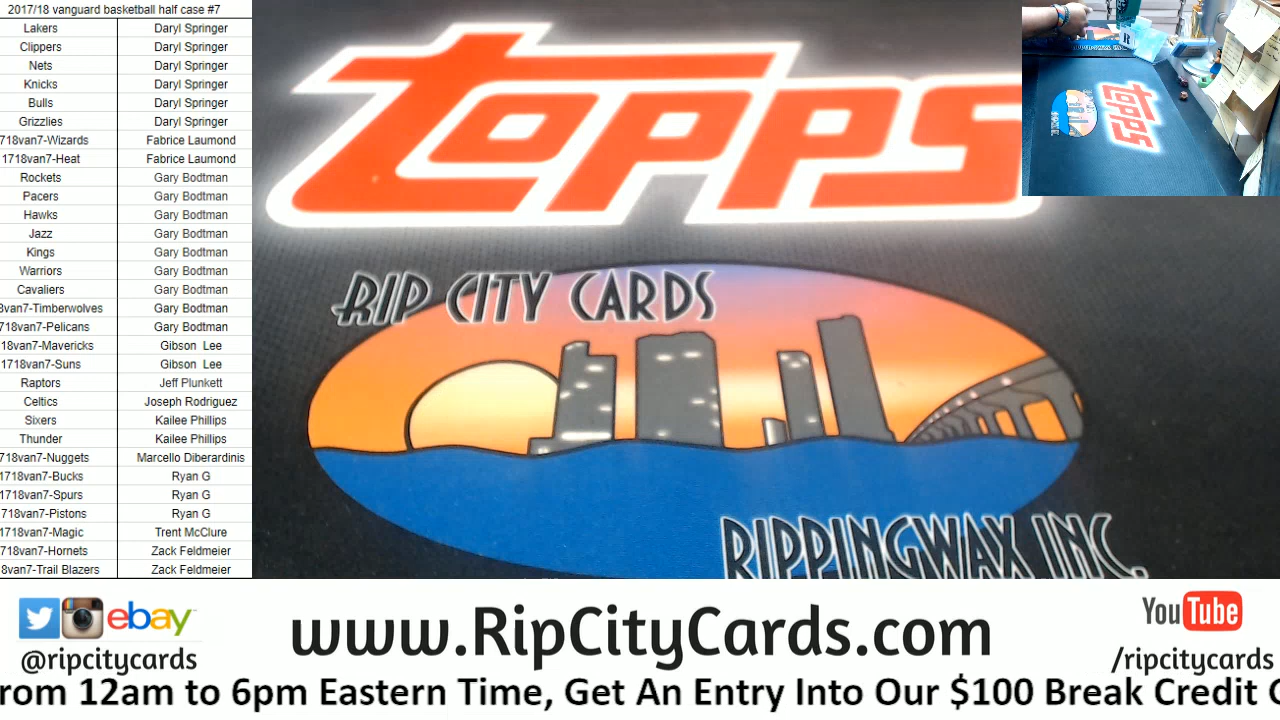 2017/18 vanguard basketball half case #7
Lakers Daryl Springer
Clippers Daryl Springer
Nets Daryl Springer
Knicks Daryl Springer
Bulls Daryl Springer
Grizzlies Daryl Springer
718van7-Wizards Fabrice Laumond
1718van7-Heat Fabrice Laumond
Rockets Gary Bodtman
Pacers Gary Bodtman
Hawks Gary Bodtman
Jazz Gary Bodtman
Kings Gary Bodtman
Warriors Gary Bodtman
Cavaliers Gary Bodtman
8van7-Timberwolves Gary Bodtman
718van7-Pelicans Gary Bodtman
18van7-Mavericks Gibson Lee
1718van7-Suns Gibson Lee
Raptors Jeff Plunkett
Celtics Joseph Rodriguez
Sixers Kailee Phillips
Thunder Kailee Phillips
718van7-Nuggets Marcello Diberardinis
1718van7-Bucks Ryan G
1718van7-Spurs Ryan G
1718van7-Pistons Ryan G
1718van7-Magic Trent McClure
718van7-Hornets Zack Feldmeier
8van7-Trail Blazers Zack Feldmeier
topps
RIP CITY CARDS
RIPPINGWAX INC.
topps
ebay
@ripcitycards
www.RipCityCards.com
YouTube
/ripcitycards
rom 12am to 6pm Eastern Time, Get An Entry Into Our $100 Break Credit